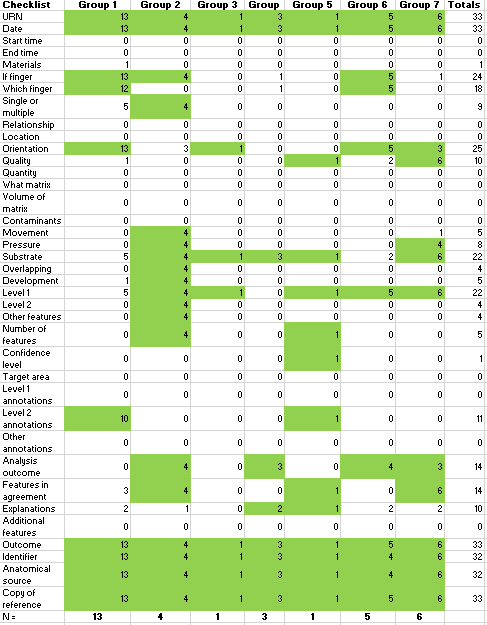 Checklist Group 1 Group 2 Group 3 Group Group 5 Group 6 Group 7 Totals
URN 13 4 1 3 1 5 6 33
Date 13 4 1 3 1 5 6 33
Start time 0 0 0 0 0 0 0 0
End time 0 0 0 0 0 0 0 0
Materials 1 0 0 0 0 0 0 1
If finger 13 4 0 1 0 5 1 24
Which finger 12 0 0 1 0 5 0 18
Single or
multiple 5 4 0 0 0 0 0 9
Relationship 0 0 0 0 0 0 0 0
Location 0 0 0 0 0 0 0 0
Orientation 13 3 1 0 0 5 3 25
Quality 1 0 0 0 1 2 6 10
Quantity 0 0 0 0 0 0 0 0
What matrix 0 0 0 0 0 0 0 0
Volume of
matrix 0 0 0 0 0 0 0 0
Contaminants 0 0 0 0 0 0 0 0
Movement 0 4 0 0 0 0 1 5
Pressure 0 4 0 0 0 0 4 8
Substrate 5 4 1 3 1 2 6 22
Overlapping 0 4 0 0 0 0 0 4
Development 1 4 0 0 0 0 0 5
Level 1 5 4 1 0 1 5 6 22
Level 2 0 4 0 0 0 0 0 4
Other features 0 4 0 0 0 0 0 4
Number of
features 0 4 0 0 1 0 0 5
Confidence
level 0 0 0 0 1 0 0 1
Target area 0 0 0 0 0 0 0 0
Level 1
annotations 0 0 0 0 0 0 0 0
Level 2
annotations 10 0 0 0 1 0 0 11
Other
annotations 0 0 0 0 0 0 0 0
Analysis
outcome 0 4 0 3 0 4 3 14
Features in
agreement 3 4 0 0 1 0 6 14
Explanations 2 1 0 2 1 2 2 10
Additional
features 0 0 0 0 0 0 0 0
Outcome 13 4 1 3 1 5 6 33
Identifier 13 4 1 3 1 4 6 32
Anatomical
source 13 4 1 3 1 4 6 32
Copy of
reference 13 4 1 3 1 5 6 33
N = 13 4 1 3 1 5 6